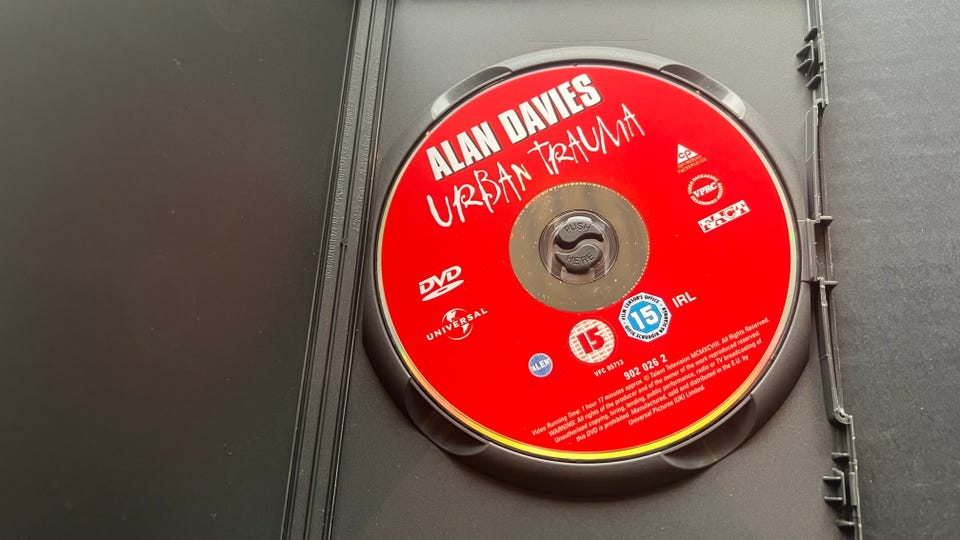 ALAN DAVIES
URBAN TRAUMA
CP
VPRC
FACT
PUSH
HERE
DVD
UNIVERSAL
15
IRL
15
VFC 05713
902 026 2
Video Running Time: 1 hour 17 minutes approx. © Talent Television MCMXCVIII. All Rights Reserved.
WARNING: All rights of the producer and of the owner of the work reproduced reserved.
Unauthorised copying, hiring, lending, public performance, radio or TV broadcasting of
this DVD is prohibited. Manufactured, sold and distributed in the E.U. by
Universal Pictures (UK) Limited.